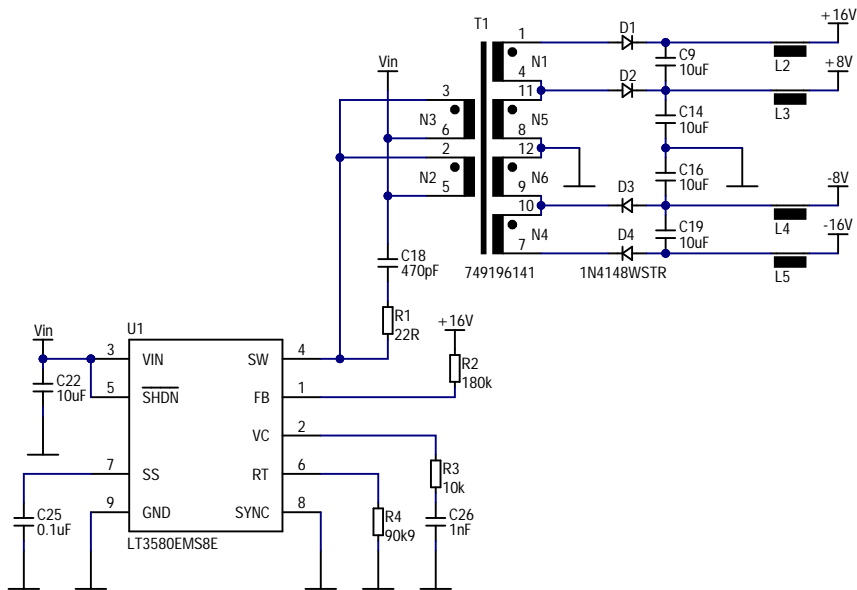 +16V
T1
D1
1
C9
10uF
L2
N1
4
Vin
+8V
D2
11
L3
3
N3
6
N5
8
C14
10uF
2
12
N2
5
N6
9
C16
10uF
-8V
D3
10
L4
N4
7
C19
10uF
-16V
D4
L5
749196141
1N4148WSTR
C18
470pF
R1
22R
U1
Vin
+16V
3
VIN
SW
4
R2
180k
C22
10uF
5
SHDN
FB
1
VC
2
7
SS
RT
6
R3
10k
C25
0.1uF
9
GND
SYNC
8
R4
90k9
C26
1nF
LT3580EMS8E